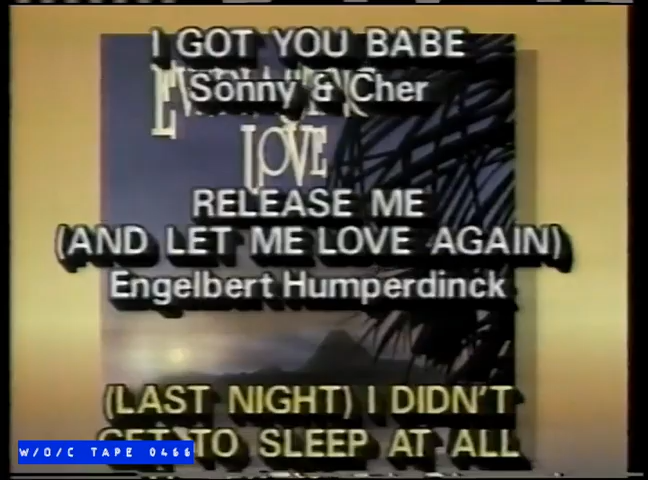 I GOT YOU BABE
Sonny & Cher
LOVE
RELEASE ME
(AND LET ME LOVE AGAIN)
Engelbert Humperdinck
(LAST NIGHT) I DIDN'T
GET TO SLEEP AT ALL
W/O/C TAPE 0466